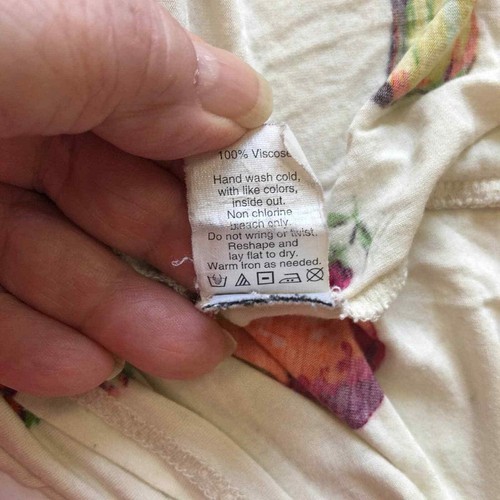 100% Viscose
Hand wash cold,
with like colors,
inside out.
Non chlorine
bleach only.
Do not wring or twist.
Reshape and
lay flat to dry.
Warm Iron as needed.